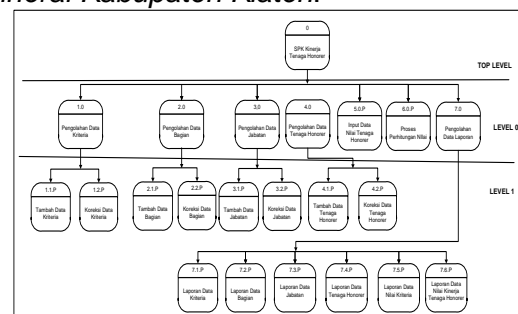 Kabupaten Klaten.
0
SPK Kinerja
Tenaga Honorer
TOP LEVEL
1.0
Pengolahan Data
Kriteria
2.0
Pengolahan Data
Bagian
3,0
Pengolahan Data
Jabatan
4.0
Pengolahan Data
Tenaga Honorer
5.0.P
Input Data
Nilai Tenaga
Honorer
6.0.P
Proses
Perhitungan Nilai
7.0
Pengolahan
Data Laporan
LEVEL 0
1.1.P
Tambah Data
Kriteria
1.2.P
Koreksi Data
Kriteria
2.1.P
Tambah Data
Bagian
2.2.P
Koreksi Data
Bagian
3.1.P
Tambah Data
Jabatan
3.2.P
Koreksi Data
Jabatan
4.1.P
Tambah Data
Tenaga
Honorer
4.2.P
Koreksi Data
Tenaga
Honorer
LEVEL 1
7.1.P
Laporan Data
Kriteria
7.2.P
Laporan Data
Bagian
7.3.P
Laporan Data
Jabatan
7.4.P
Laporan Data
Tenaga Honorer
7.5.P
Laporan Data
Nilai Kriteria
7.6.P
Laporan Data
Nilai Kinerja
Tenaga Honorer